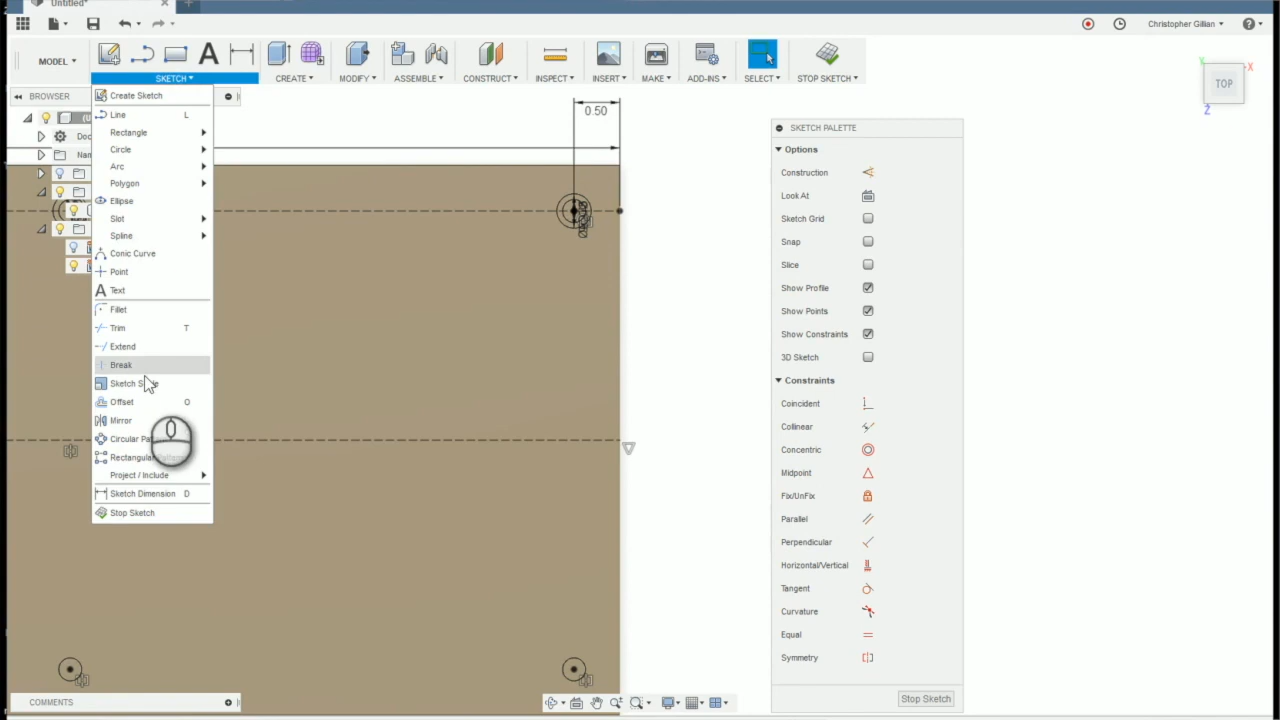 Untitled*
Christopher Gillian
MODEL
SKETCH
CREATE
MODIFY
ASSEMBLE
CONSTRUCT
INSPECT
INSERT
MAKE
ADD-INS
SELECT
STOP SKETCH
BROWSER
Create Sketch
Line L
Rectangle
Circle
Arc
Polygon
Ellipse
Slot
Spline
Conic Curve
Point
A Text
Fillet
Trim T
Extend
Break
Sketch
Offset O
Mirror
Circular
Rectangular
Project / Include
Sketch Dimension D
Stop Sketch
0.50
TOP
X
Y
Z
SKETCH PALETTE
Options
Construction
Look At
Sketch Grid
Snap
Slice
Show Profile
Show Points
Show Constraints
3D Sketch
Constraints
Coincident
Collinear
Concentric
Midpoint
Fix/UnFix
Parallel
Perpendicular
Horizontal/Vertical
Tangent
Curvature
Equal
Symmetry
Stop Sketch
COMMENTS